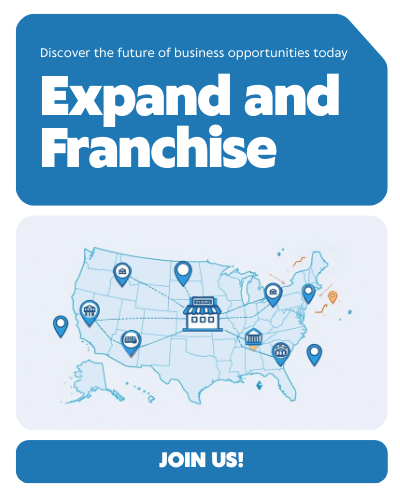 Discover the future of business opportunities today
Expand and
Franchise
JOIN US!